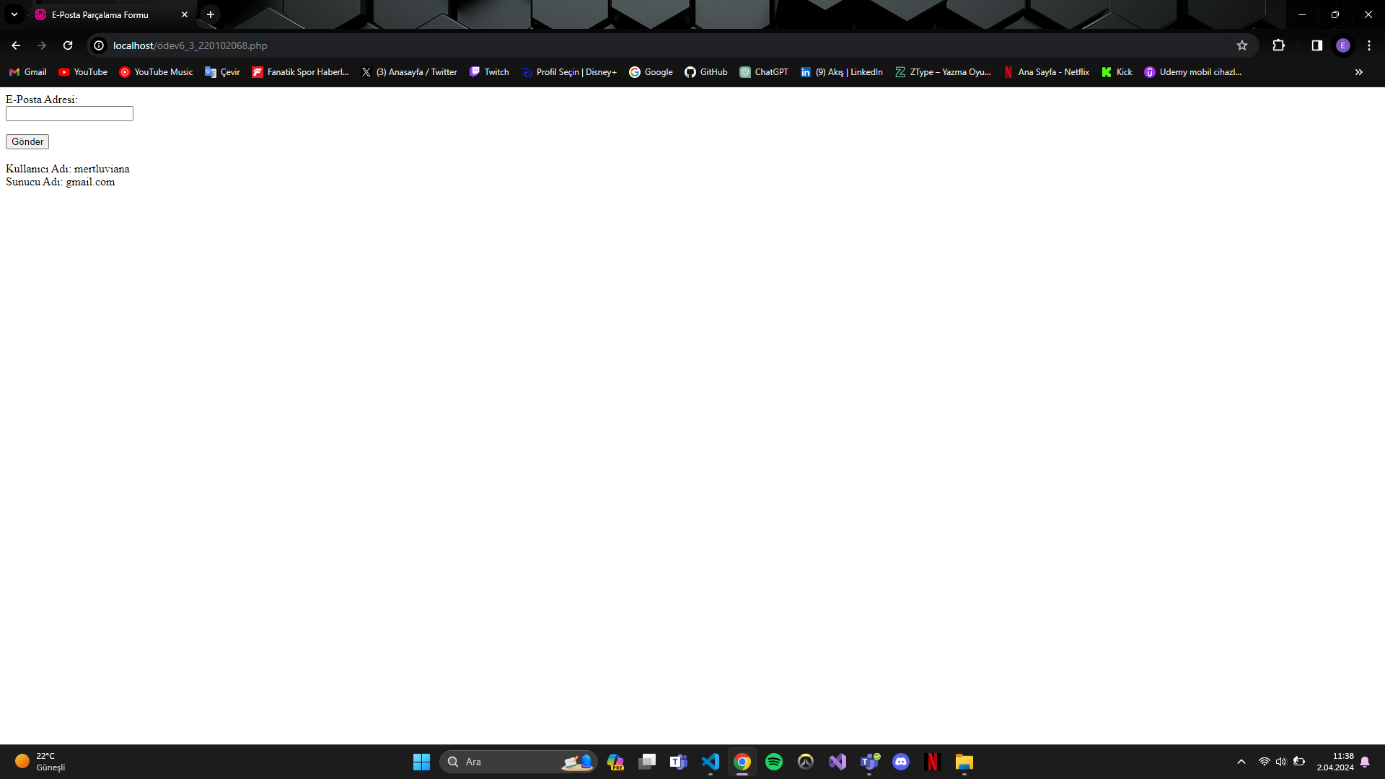 E-Posta Parçalama Formu
localhost/ödev6_3_220102068.php
Gmail YouTube YouTube Music Çevir Fanatik Spor Haberl... (3) Anasayfa / Twitter Twitch Profil Seçin | Disney+ Google GitHub ChatGPT (9) Akış | LinkedIn ZType – Yazma Oyu... Ana Sayfa - Netflix Kick Udemy mobil cihazl...
E-Posta Adresi:
Gönder
Kullanıcı Adı: mertluviana
Sunucu Adı: gmail.com
22°C
Güneşli
Ara
11:38
2.04.2024